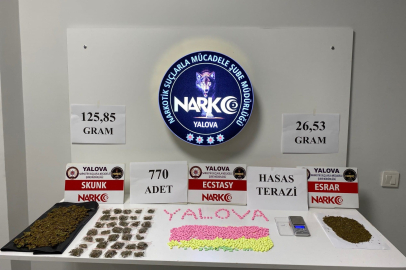 NARKOTİK SUÇLARLA MÜCADELE ŞUBE MÜDÜRLÜĞÜ
NARKO
YALOVA
125,85
GRAM
26,53
GRAM
YALOVA
SKUNK
NARKO
770
ADET
YALOVA
ECSTASY
NARKO
HASAS
TERAZİ
YALOVA
ESRAR
NARKO
YALOVA